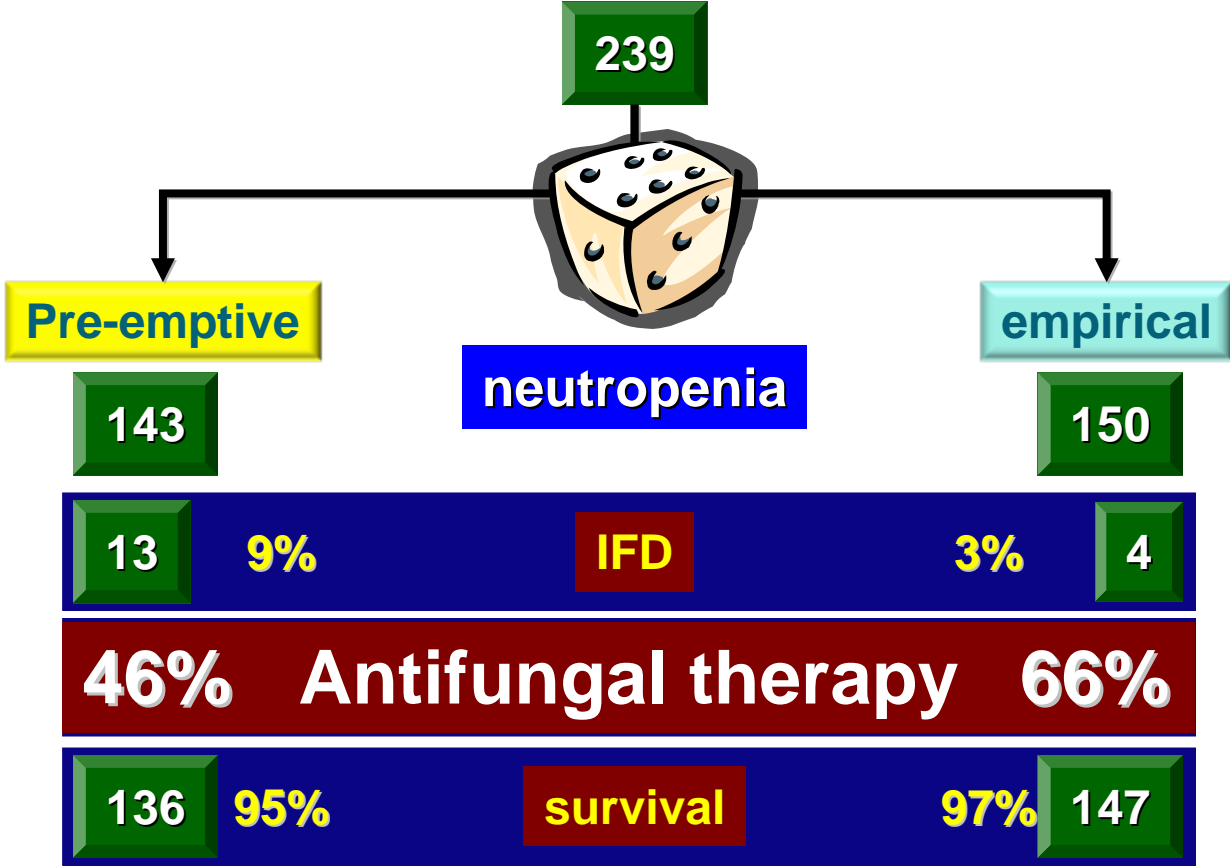 239
Pre-emptive empirical
neutropenia
143 150
13 9% IFD 3% 4
46% Antifungal therapy 66%
136 95% survival 97% 147